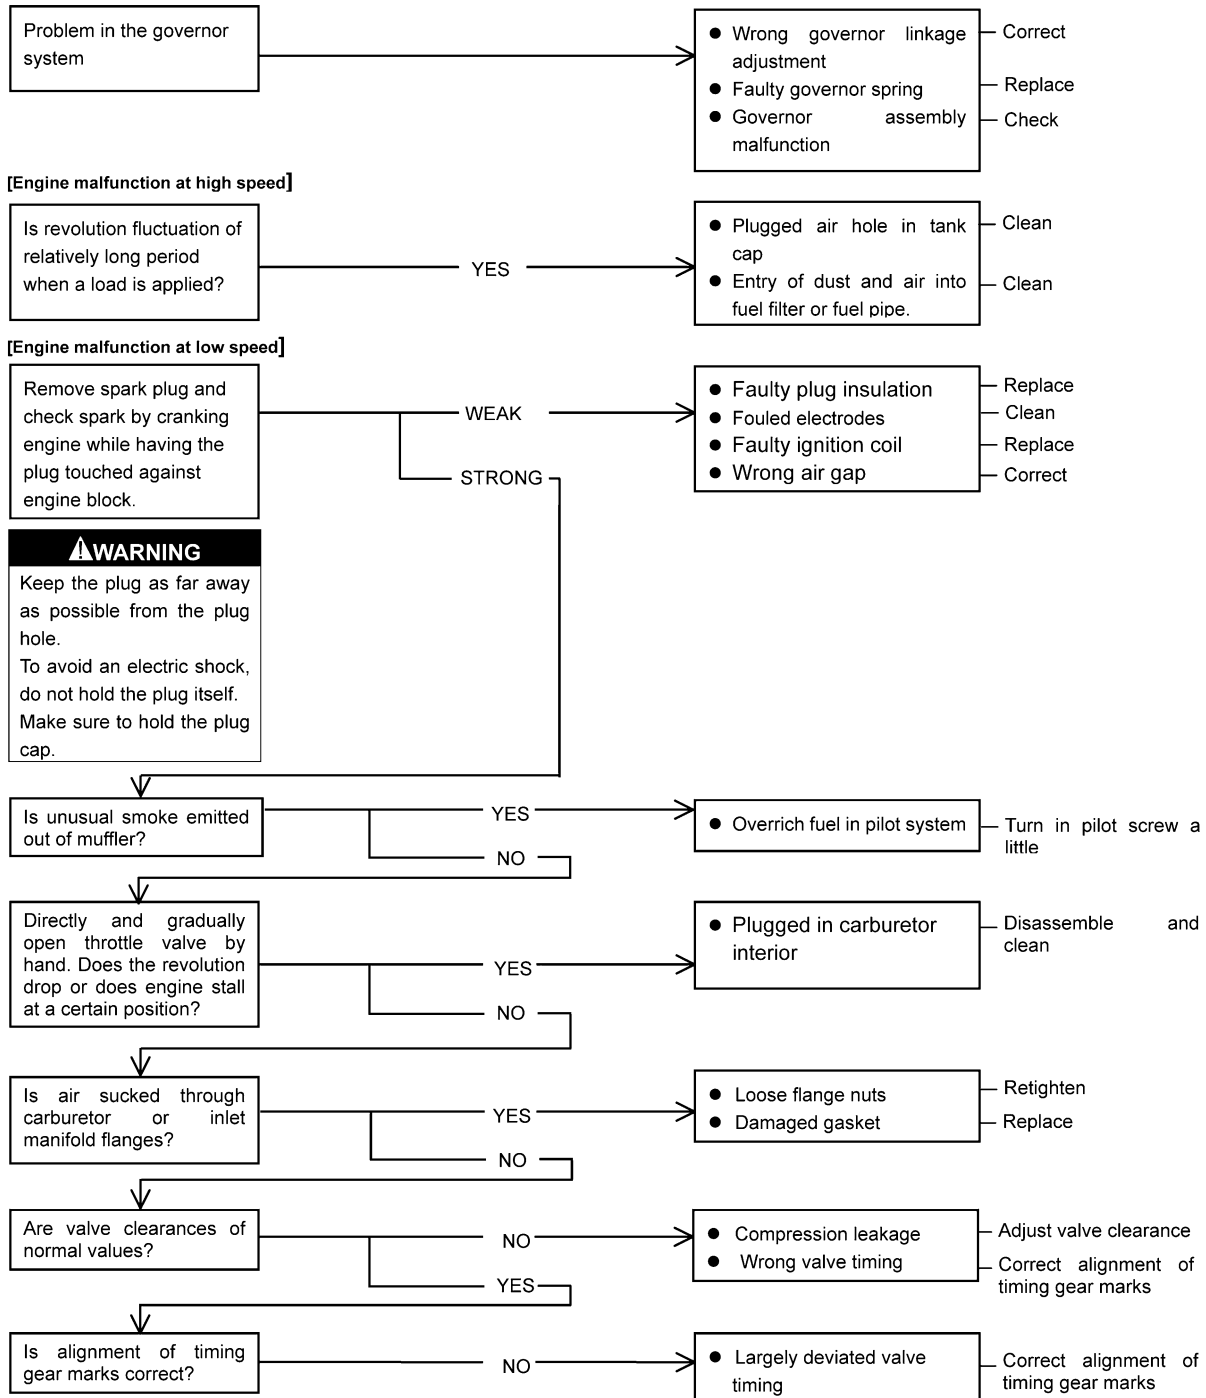 Problem in the governor
system
● Wrong governor linkage
adjustment
● Faulty governor spring
● Governor assembly
malfunction
Correct
Replace
Check
[Engine malfunction at high speed]
Is revolution fluctuation of
relatively long period
when a load is applied?
YES
● Plugged air hole in tank
cap
● Entry of dust and air into
fuel filter or fuel pipe.
Clean
Clean
[Engine malfunction at low speed]
Remove spark plug and
check spark by cranking
engine while having the
plug touched against
engine block.
WEAK
STRONG
● Faulty plug insulation
● Fouled electrodes
● Faulty ignition coil
● Wrong air gap
Replace
Clean
Replace
Correct
WARNING
Keep the plug as far away
as possible from the plug
hole.
To avoid an electric shock,
do not hold the plug itself.
Make sure to hold the plug
cap.
Is unusual smoke emitted
out of muffler?
YES
NO
● Overrich fuel in pilot system
Turn in pilot screw a
little
Directly and gradually
open throttle valve by
hand. Does the revolution
drop or does engine stall
at a certain position?
YES
NO
● Plugged in carburetor
interior
Disassemble and
clean
Is air sucked through
carburetor or inlet
manifold flanges?
YES
NO
● Loose flange nuts
● Damaged gasket
Retighten
Replace
Are valve clearances of
normal values?
NO
YES
● Compression leakage
● Wrong valve timing
Adjust valve clearance
Correct alignment of
timing gear marks
Is alignment of timing
gear marks correct?
NO
● Largely deviated valve
timing
Correct alignment of
timing gear marks